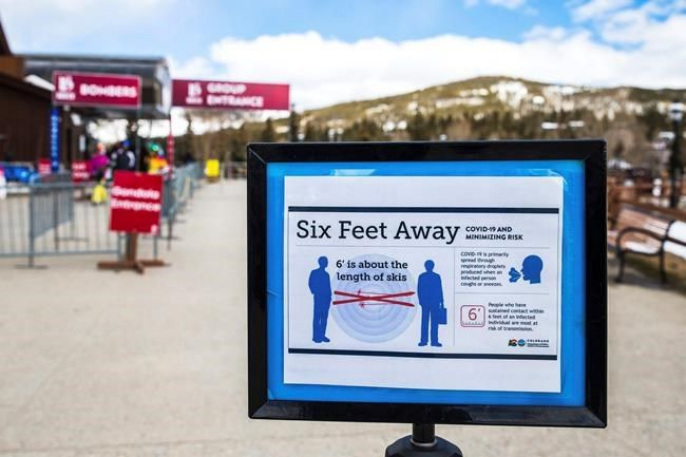 BOMBERS
GROUP
ENTRANCE
Gondola
Entrance
Six Feet Away
COVID-19 AND
MINIMIZING RISK
6' is about the
length of skis
COVID-19 is primarily
spread through
respiratory droplets
produced when an
infected person
coughs or sneezes.
6'
People who have
sustained contact within
6 feet of an infected
individual are most at
risk of transmission.
COLORADO